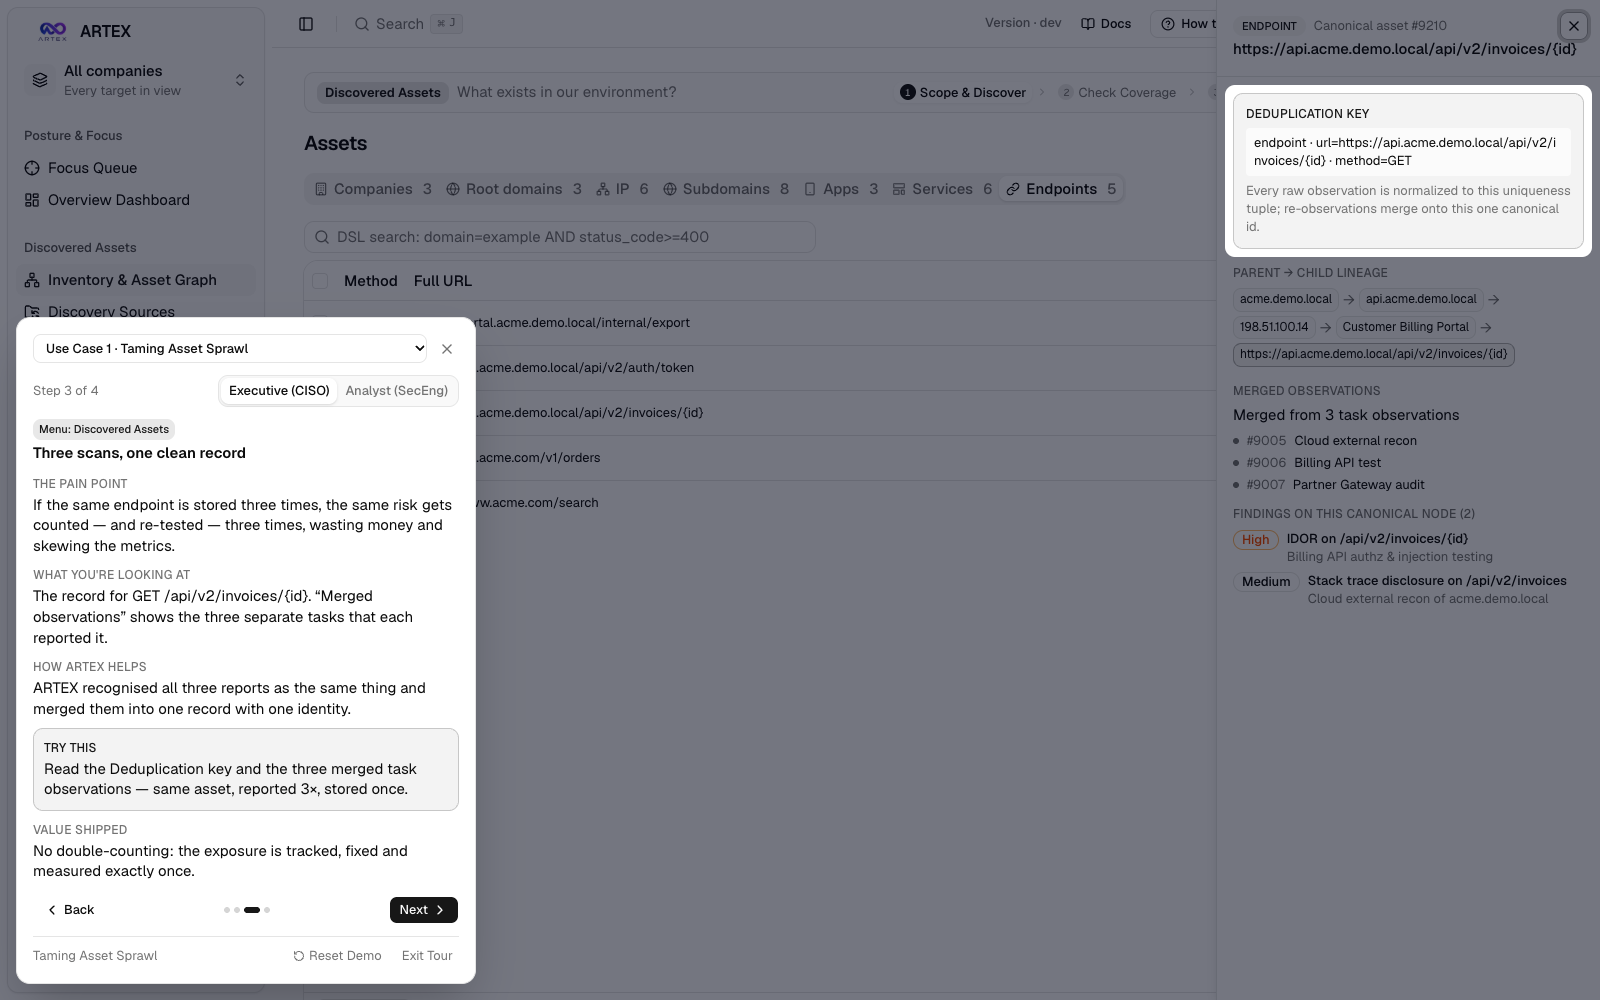 ARTEX
ARTEX
All companies
Every target in view
Posture & Focus
Focus Queue
Overview Dashboard
Discovered Assets
Inventory & Asset Graph
Discovery Sources
Search ⌘ J
Version · dev
Docs
How t
Discovered Assets What exists in our environment?
1 Scope & Discover
2 Check Coverage
Assets
Companies 3
Root domains 3
IP 6
Subdomains 8
Apps 3
Services 6
Endpoints 5
DSL search: domain=example AND status_code>=400
Method Full URL
rtal.acme.demo.local/internal/export
.acme.demo.local/api/v2/auth/token
.acme.demo.local/api/v2/invoices/{id}
.acme.com/v1/orders
ww.acme.com/search
Use Case 1 · Taming Asset Sprawl
Step 3 of 4
Executive (CISO) Analyst (SecEng)
Menu: Discovered Assets
Three scans, one clean record
THE PAIN POINT
If the same endpoint is stored three times, the same risk gets
counted — and re-tested — three times, wasting money and
skewing the metrics.
WHAT YOU'RE LOOKING AT
The record for GET /api/v2/invoices/{id}. “Merged
observations” shows the three separate tasks that each
reported it.
HOW ARTEX HELPS
ARTEX recognised all three reports as the same thing and
merged them into one record with one identity.
TRY THIS
Read the Deduplication key and the three merged task
observations — same asset, reported 3×, stored once.
VALUE SHIPPED
No double-counting: the exposure is tracked, fixed and
measured exactly once.
Back
Next
Taming Asset Sprawl
Reset Demo
Exit Tour
ENDPOINT Canonical asset #9210
https://api.acme.demo.local/api/v2/invoices/{id}
DEDUPLICATION KEY
endpoint · url=https://api.acme.demo.local/api/v2/i
nvoices/{id} · method=GET
Every raw observation is normalized to this uniqueness
tuple; re-observations merge onto this one canonical
id.
PARENT → CHILD LINEAGE
acme.demo.local → api.acme.demo.local →
198.51.100.14 → Customer Billing Portal →
https://api.acme.demo.local/api/v2/invoices/{id}
MERGED OBSERVATIONS
Merged from 3 task observations
#9005 Cloud external recon
#9006 Billing API test
#9007 Partner Gateway audit
FINDINGS ON THIS CANONICAL NODE (2)
High IDOR on /api/v2/invoices/{id}
Billing API authz & injection testing
Medium Stack trace disclosure on /api/v2/invoices
Cloud external recon of acme.demo.local